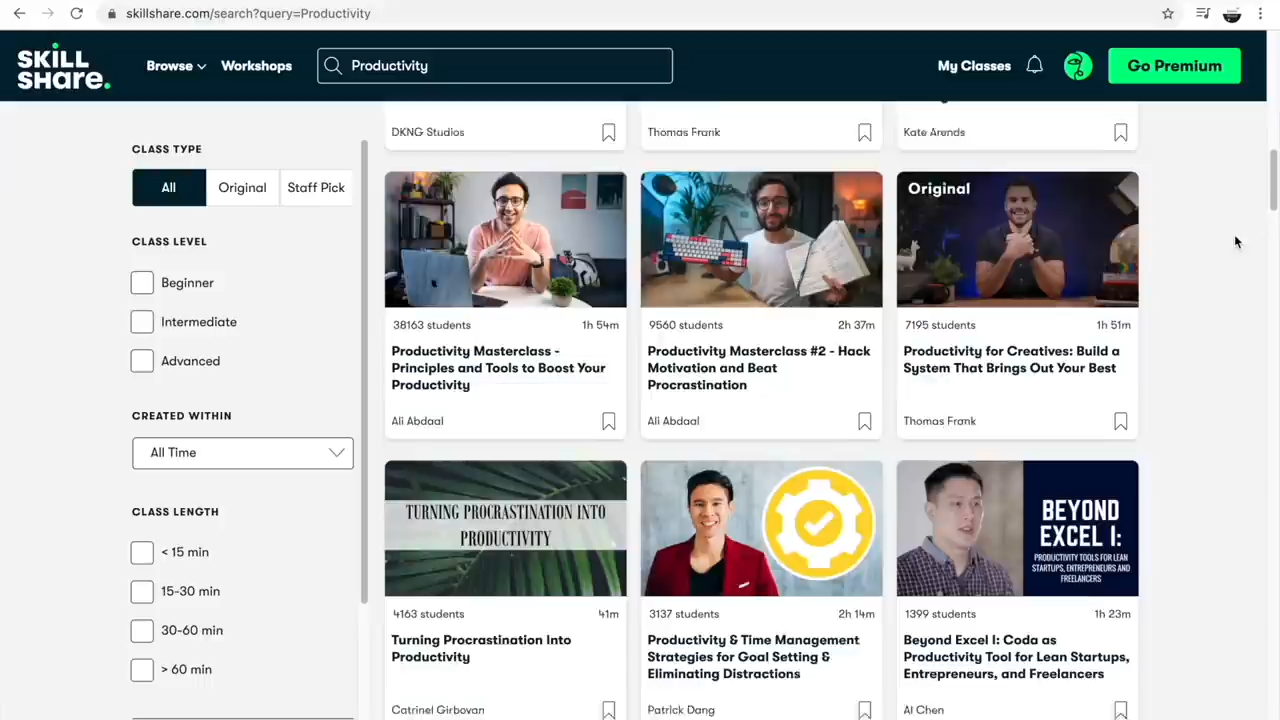 skillshare.com/search?query=Productivity
SKILL
SHare.
Browse
Workshops
Productivity
My Classes
Go Premium
CLASS TYPE
All
Original
Staff Pick
CLASS LEVEL
Beginner
Intermediate
Advanced
CREATED WITHIN
All Time
CLASS LENGTH
< 15 min
15-30 min
30-60 min
> 60 min
DKNG Studios
Thomas Frank
Kate Arends
38163 students
1h 54m
Productivity Masterclass -
Principles and Tools to Boost Your
Productivity
Ali Abdaal
9560 students
2h 37m
Productivity Masterclass #2 - Hack
Motivation and Beat
Procrastination
Ali Abdaal
Original
7195 students
1h 51m
Productivity for Creatives: Build a
System That Brings Out Your Best
Thomas Frank
TURNING PROCRASTINATION INTO
PRODUCTIVITY
4163 students
41m
Turning Procrastination Into
Productivity
Catrinel Girbovan
3137 students
2h 14m
Productivity & Time Management
Strategies for Goal Setting &
Eliminating Distractions
Patrick Dang
BEYOND
EXCEL I:
PRODUCTIVITY TOOLS FOR LEAN
STARTUPS, ENTREPRENEURS AND
FREELANCERS
1399 students
1h 23m
Beyond Excel I: Coda as
Productivity Tool for Lean Startups,
Entrepreneurs, and Freelancers
Al Chen